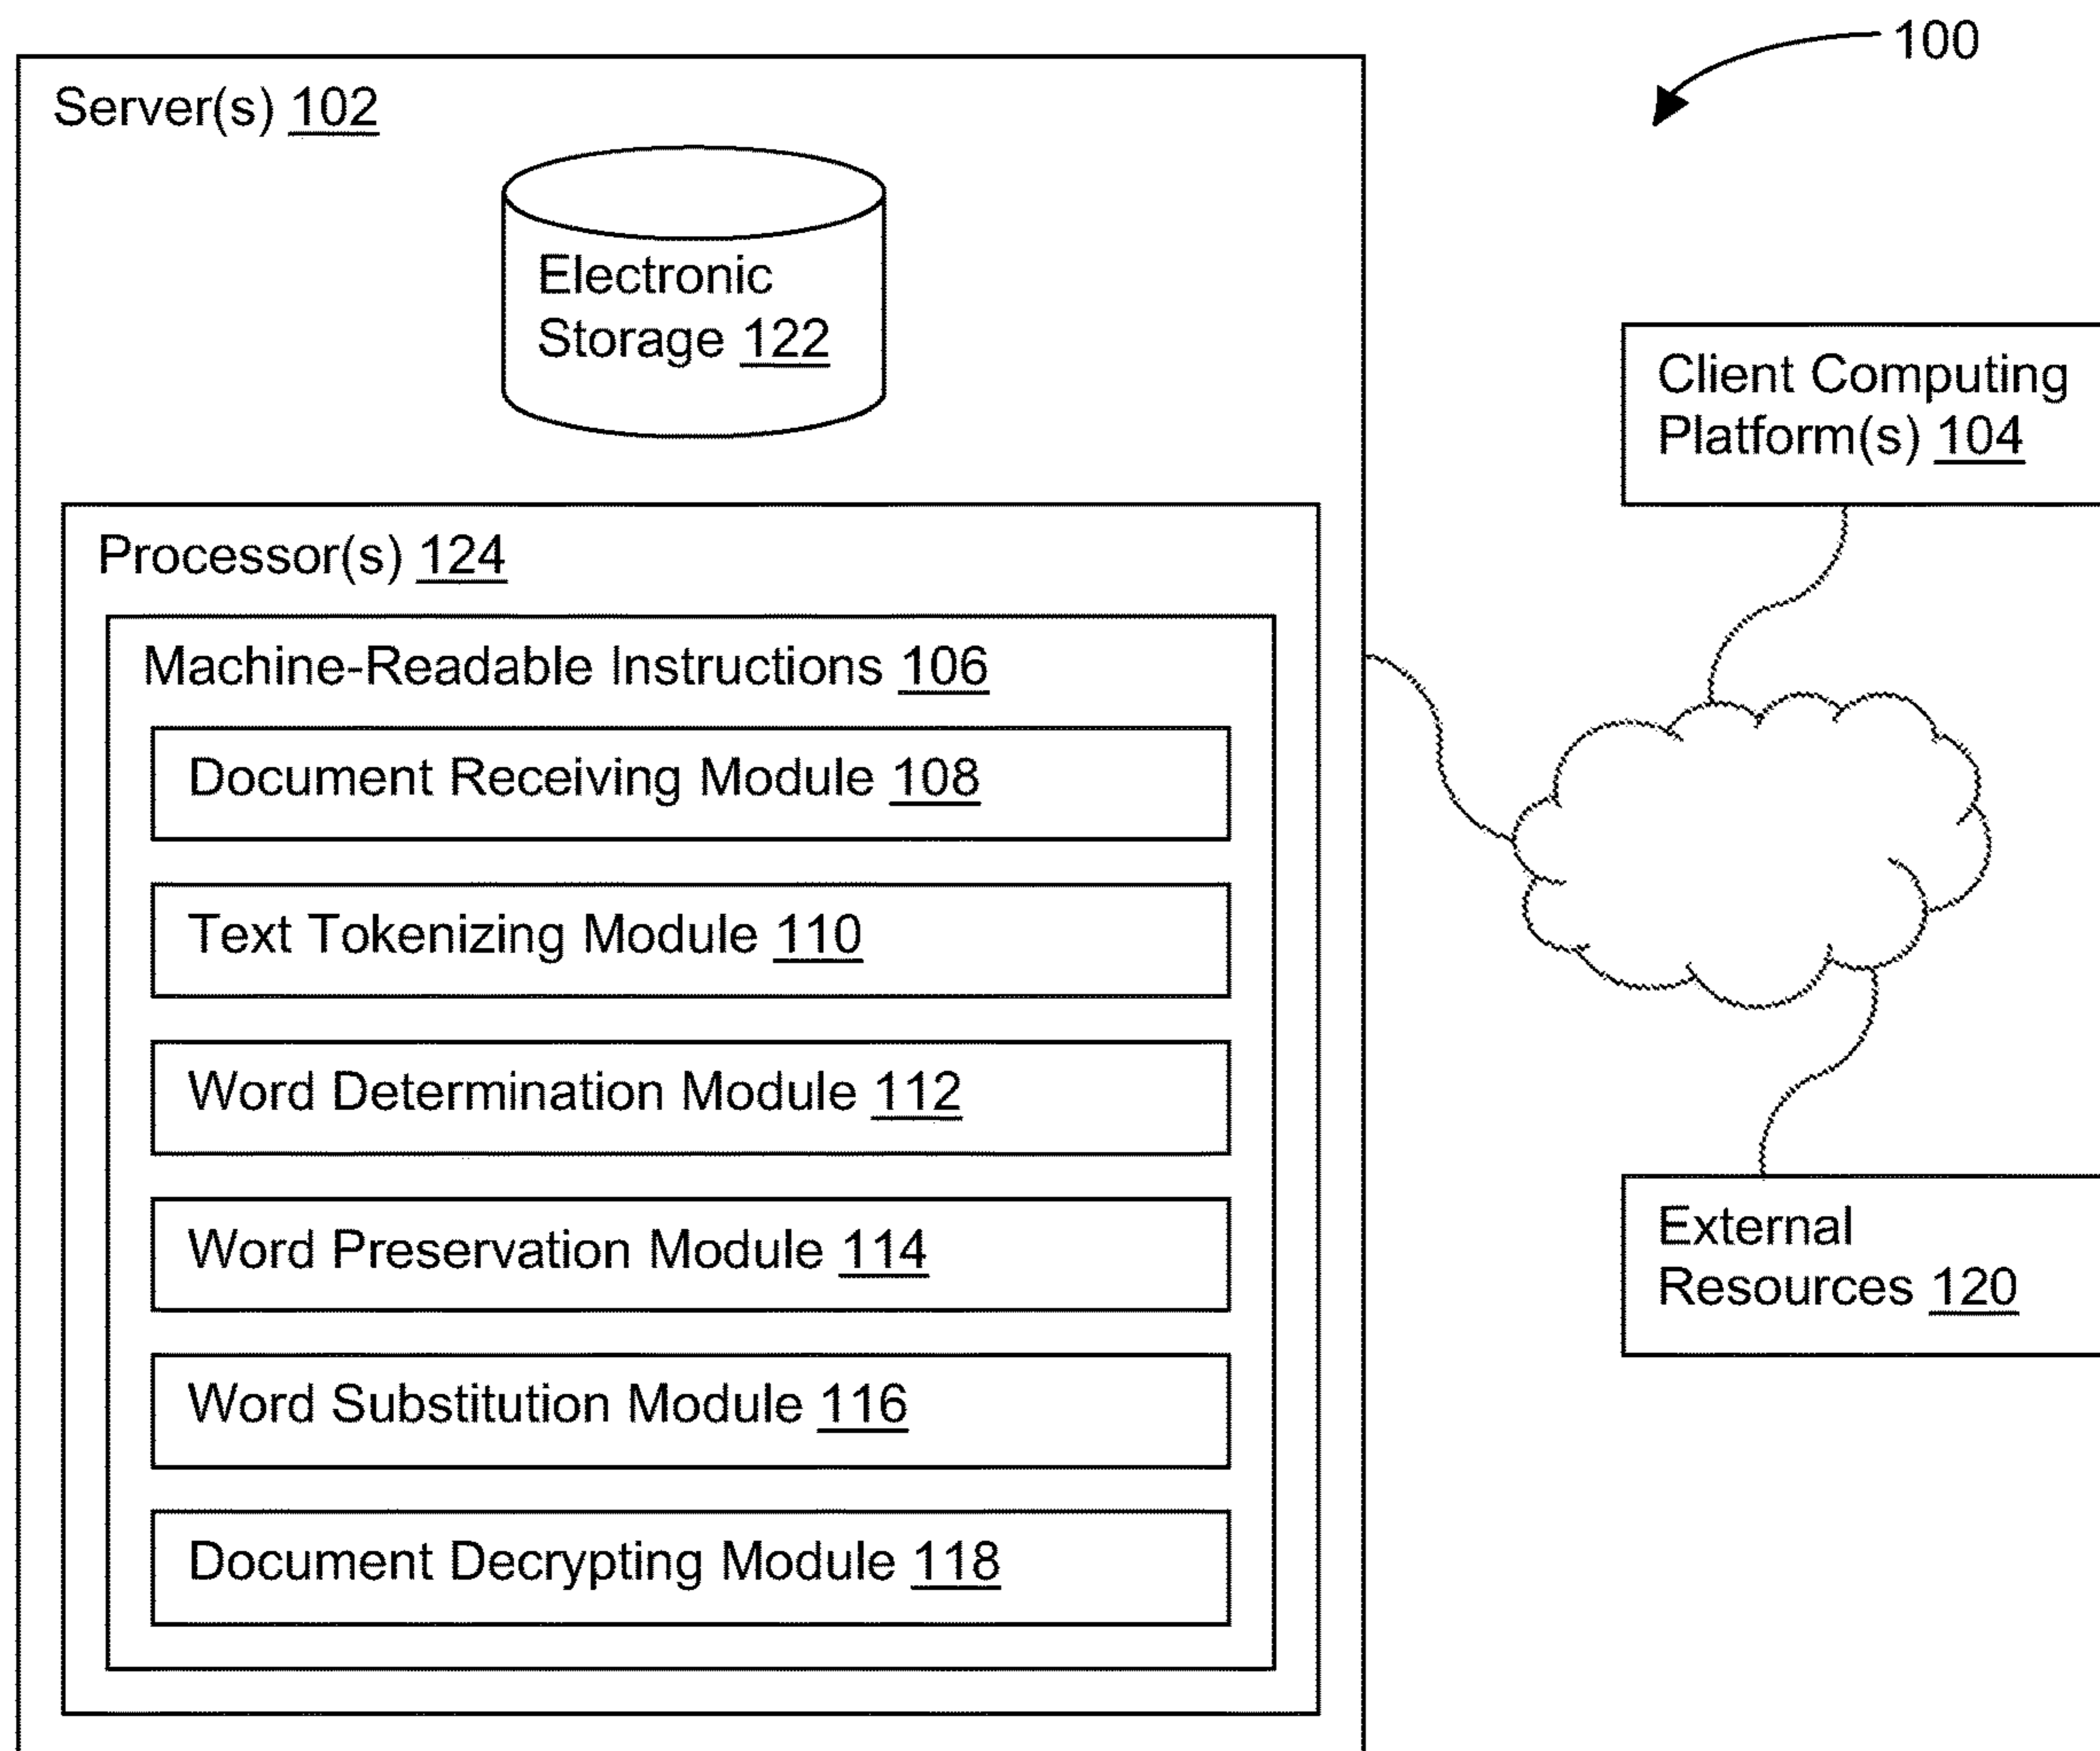 100
Server(s) 102
Electronic
Storage 122
Client Computing
Platform(s) 104
Processor(s) 124
Machine-Readable Instructions 106
Document Receiving Module 108
Text Tokenizing Module 110
Word Determination Module 112
Word Preservation Module 114
External
Resources 120
Word Substitution Module 116
Document Decrypting Module 118